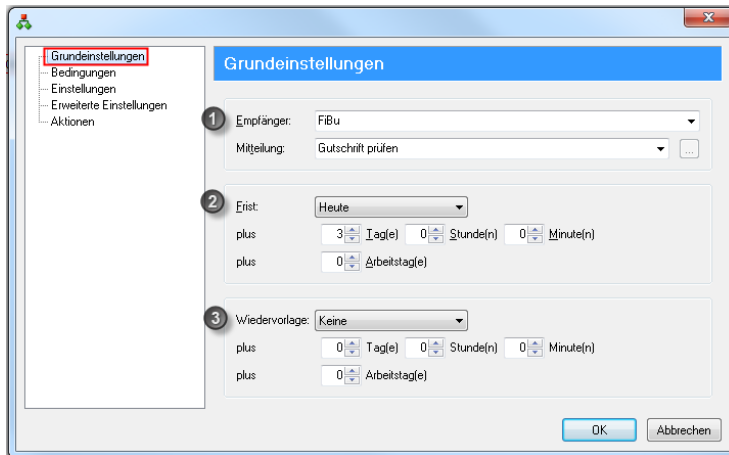 Grundeinstellungen
Bedingungen
Einstellungen
Erweiterte Einstellungen
Aktionen
Grundeinstellungen
1 Empfänger: FiBu
Mitteilung: Gutschrift prüfen ...
2 Frist: Heute
plus 3 Tag(e) 0 Stunde(n) 0 Minute(n)
plus 0 Arbeitstag(e)
3 Wiedervorlage: Keine
plus 0 Tag(e) 0 Stunde(n) 0 Minute(n)
plus 0 Arbeitstag(e)
OK Abbrechen